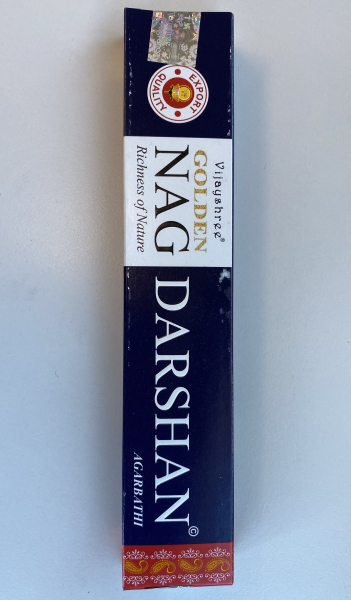 EXPORT
QUALITY
Vijayshree®
GOLDEN
NAG DARSHAN©
Richness of Nature
AGARBATHI